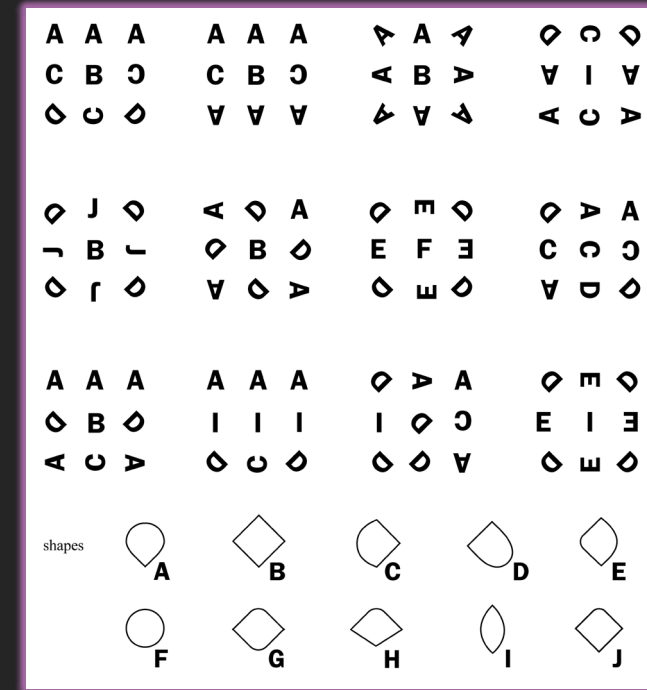 A A A A A A A A A D C D
C B C C B C A B A A I A
D C D A A A A A A A C A
D J D A D A D E D D A A
J B J D B D E F E C C C
D J D A D A D E D A D D
A A A A A A D A A D E D
D B D I I I I D C E I E
A C A D C D D D A D E D
shapes A B C D E
F G H I J